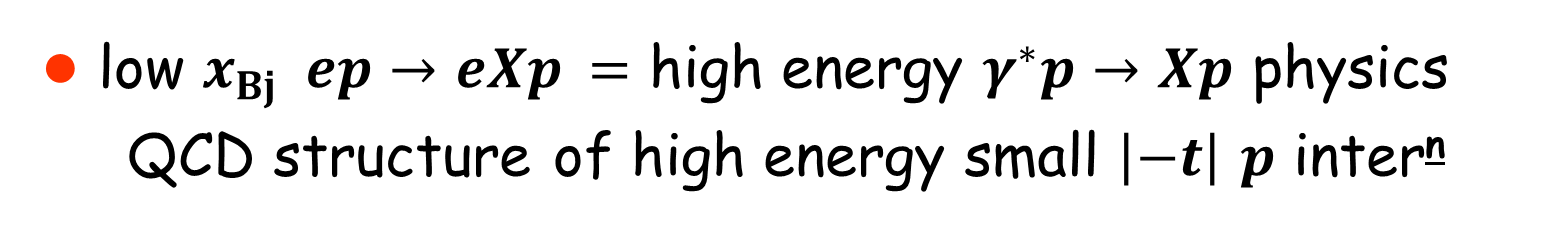 • low x_Bj ep → eXp = high energy γ*p → Xp physics
QCD structure of high energy small |−t| p interⁿ